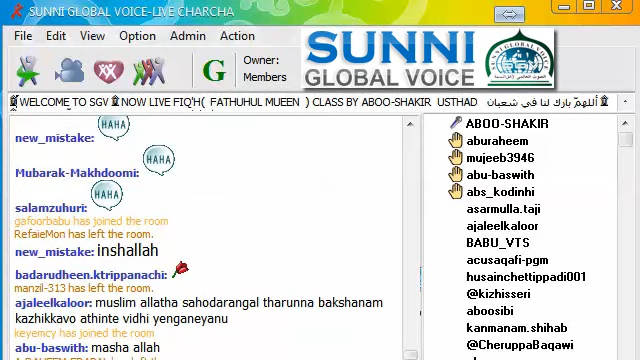 SUNNI GLOBAL VOICE-LIVE CHARCHA
File Edit View Option Admin Action
G
Owner:
Members
SUNNI
GLOBAL VOICE
WELCOME TO SGV NOW LIVE FIQ'H( FATHUHUL MUEEN ) CLASS BY ABOO-SHAKIR USTHAD اللهم بارك لنا في شعبان
HAHA
new_mistake:
HAHA
Mubarak-Makhdoomi:
HAHA
salamzuhuri:
gafoorbabu has joined the room
RefaieMon has left the room.
new_mistake: inshallah
badarudheen.ktrippanachi:
manzil-313 has left the room.
ajaleelkaloor: muslim allatha sahodarangal tharunna bakshanam
kazhikkavo athinte vidhi yenganeyanu
keyemcy has joined the room
abu-baswith: masha allah
ABOO-SHAKIR
aburaheem
mujeeb3946
abu-baswith
abs_kodinhi
asarmulla.taji
ajaleelkaloor
BABU_VTS
acusaqafi-pgm
husainchettippadi001
@kizhisseri
aboosibi
kanmanam.shihab
@CheruppaBaqawi